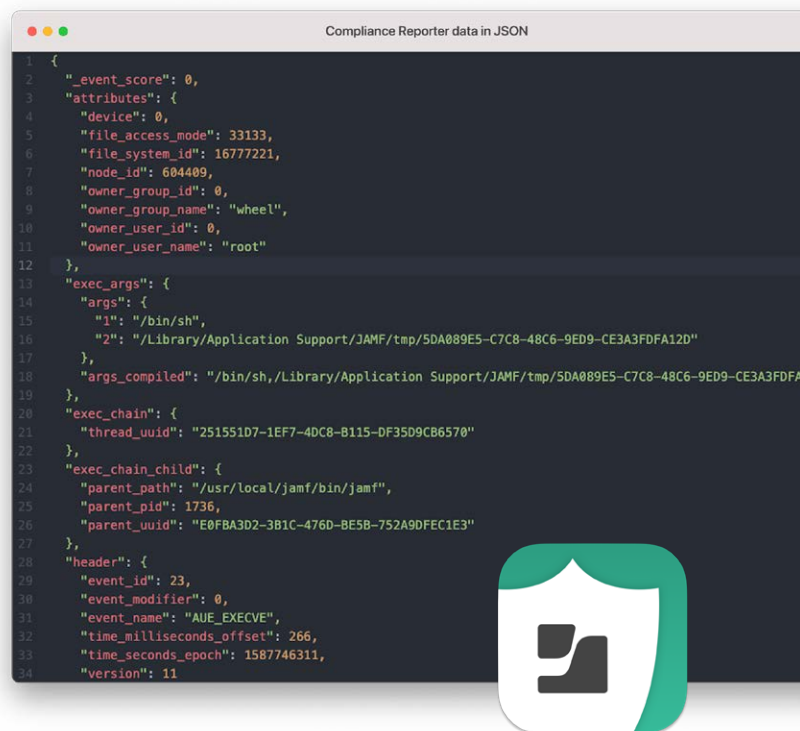 Compliance Reporter data in JSON
1 {
2 "_event_score": 0,
3 "attributes": {
4 "device": 0,
5 "file_access_mode": 33133,
6 "file_system_id": 16777221,
7 "node_id": 604409,
8 "owner_group_id": 0,
9 "owner_group_name": "wheel",
10 "owner_user_id": 0,
11 "owner_user_name": "root"
12 },
13 "exec_args": {
14 "args": {
15 "1": "/bin/sh",
16 "2": "/Library/Application Support/JAMF/tmp/5DA089E5-C7C8-48C6-9ED9-CE3A3FDFA12D"
17 },
18 "args_compiled": "/bin/sh,/Library/Application Support/JAMF/tmp/5DA089E5-C7C8-48C6-9ED9-CE3A3FDFA
19 },
20 "exec_chain": {
21 "thread_uuid": "251551D7-1EF7-4DC8-B115-DF35D9CB6570"
22 },
23 "exec_chain_child": {
24 "parent_path": "/usr/local/jamf/bin/jamf",
25 "parent_pid": 1736,
26 "parent_uuid": "E0FBA3D2-3B1C-476D-BE5B-752A9DFEC1E3"
27 },
28 "header": {
29 "event_id": 23,
30 "event_modifier": 0,
31 "event_name": "AUE_EXECVE",
32 "time_milliseconds_offset": 266,
33 "time_seconds_epoch": 1587746311,
34 "version": 11